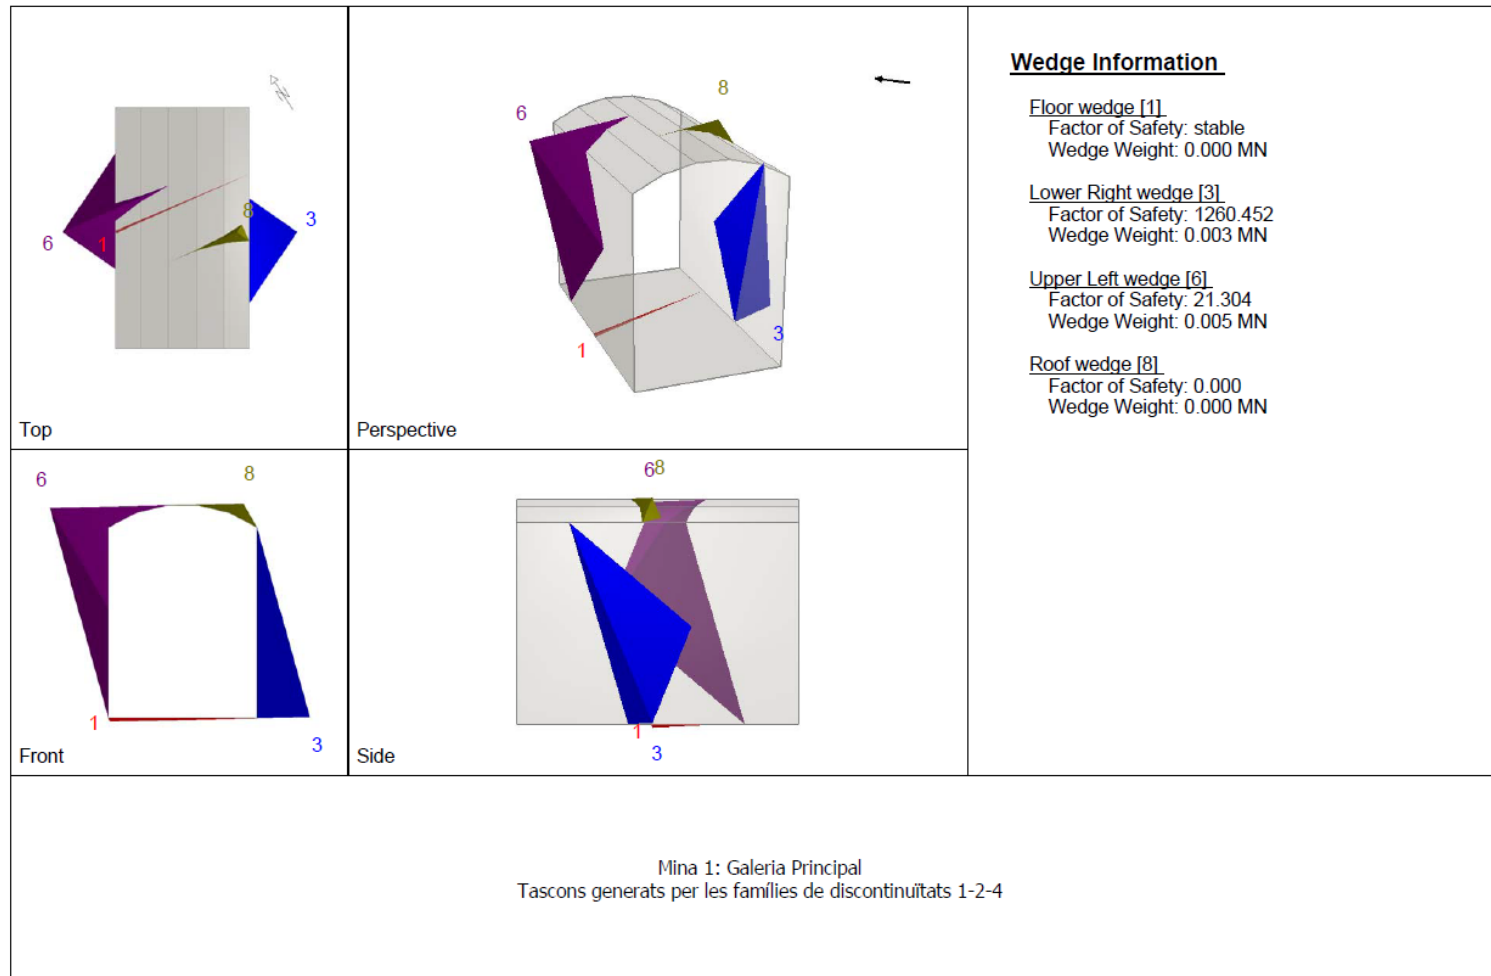 6
8
1
3
N
Top
6
8
1
3
Perspective
6
8
1
3
Front
68
1
3
Side
Wedge Information
Floor wedge [1]
Factor of Safety: stable
Wedge Weight: 0.000 MN
Lower Right wedge [3]
Factor of Safety: 1260.452
Wedge Weight: 0.003 MN
Upper Left wedge [6]
Factor of Safety: 21.304
Wedge Weight: 0.005 MN
Roof wedge [8]
Factor of Safety: 0.000
Wedge Weight: 0.000 MN
Mina 1: Galeria Principal
Tascons generats per les famílies de discontinuïtats 1-2-4